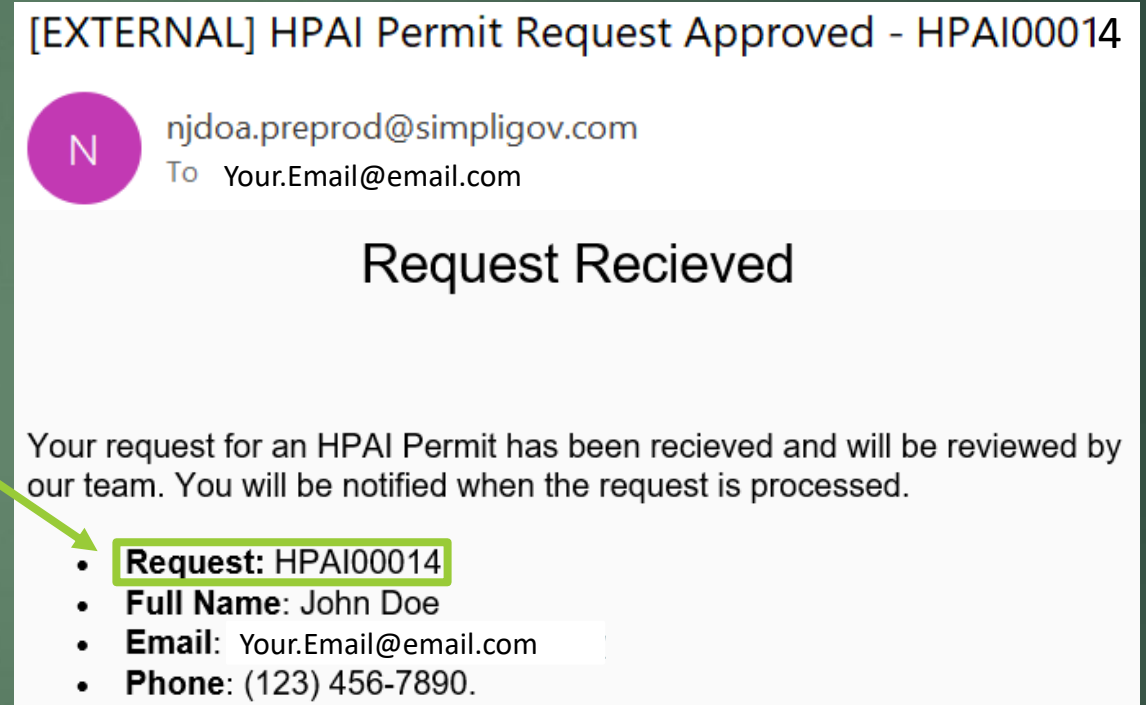 [EXTERNAL] HPAI Permit Request Approved - HPAI00014
N
njdoa.preprod@simpligov.com
To Your.Email@email.com
Request Recieved
Your request for an HPAI Permit has been recieved and will be reviewed by
our team. You will be notified when the request is processed.
• Request: HPAI00014
• Full Name: John Doe
• Email: Your.Email@email.com
• Phone: (123) 456-7890.